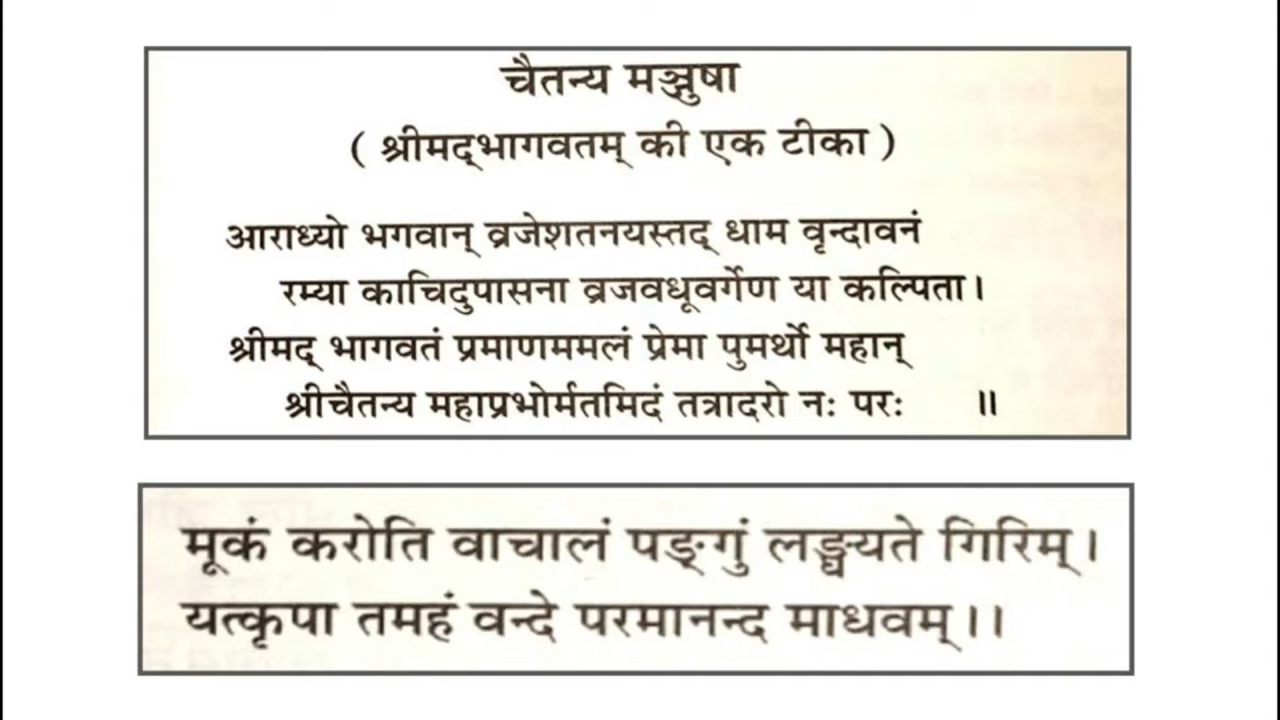 चैतन्य मञ्जुषा
( श्रीमद्भागवतम् की एक टीका )
आराध्यो भगवान् व्रजेशतनयस्तद् धाम वृन्दावनं
रम्या काचिदुपासना व्रजवधूवर्गेण या कल्पिता।
श्रीमद् भागवतं प्रमाणममलं प्रेमा पुमर्थो महान्
श्रीचैतन्य महाप्रभोर्मतमिदं तत्रादरो नः परः ॥
मूकं करोति वाचालं पङ्गुं लङ्घयते गिरिम्।
यत्कृपा तमहं वन्दे परमानन्द माधवम्।।